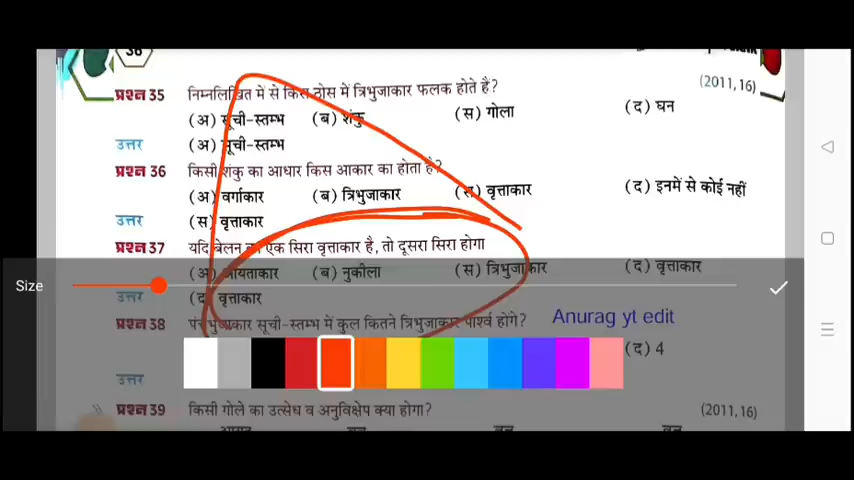 36
प्रश्न 35 निम्नलिखित में से किस ठोस में त्रिभुजाकार फलक होते हैं? (2011,16)
(अ) सूची-स्तम्भ (ब) शंकु (स) गोला (द) घन
उत्तर (अ) सूची-स्तम्भ
प्रश्न 36 किसी शंकु का आधार किस आकार का होता है?
(अ) वर्गाकार (ब) त्रिभुजाकार (स) वृत्ताकार (द) इनमें से कोई नहीं
उत्तर (स) वृत्ताकार
प्रश्न 37 यदि बेलन का एक सिरा वृत्ताकार है, तो दूसरा सिरा होगा
(अ) आयताकार (ब) नुकीला (स) त्रिभुजाकार (द) वृत्ताकार
Size
उत्तर (द) वृत्ताकार
प्रश्न 38 पंचभुजाकार सूची-स्तम्भ में कुल कितने त्रिभुजाकार पार्श्व होंगे? Anurag yt edit
(द) 4
उत्तर
प्रश्न 39 किसी गोले का उत्सेध व अनुविक्षेप क्या होगा? (2011,16)